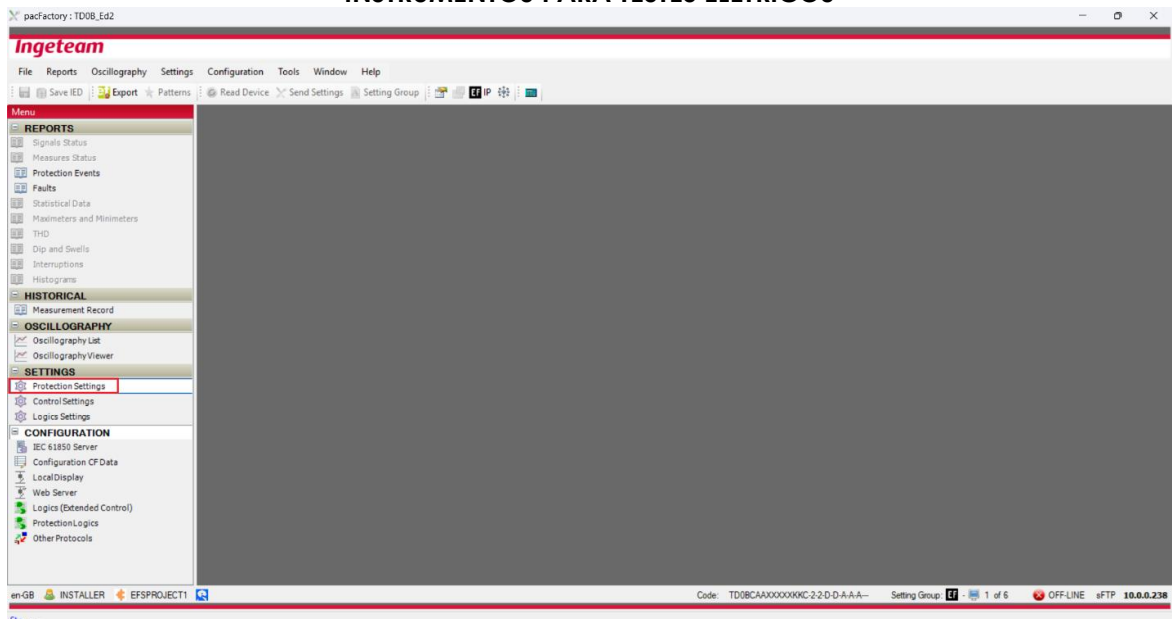 INSTRUMENTOS PARA TESTES ELÉTRICOS
pacFactory : TD0B_Ed2
Ingeteam
File Reports Oscillography Settings Configuration Tools Window Help
Save IED Export Patterns Read Device Send Settings Setting Group EF IP
Menu
REPORTS
Signals Status
Measures Status
Protection Events
Faults
Statistical Data
Maximeters and Minimeters
THD
Dip and Swells
Interruptions
Histograms
HISTORICAL
Measurement Record
OSCILLOGRAPHY
Oscillography List
Oscillography Viewer
SETTINGS
Protection Settings
Control Settings
Logics Settings
CONFIGURATION
IEC 61850 Server
Configuration CF Data
Local Display
Web Server
Logics (Extended Control)
Protection Logics
Other Protocols
en-GB INSTALLER EFSPROJECT1 Code: TD0BCAAXXXXXKKC-2-2-D-D-A-A-A-- Setting Group: EF - 1 of 6 OFF-LINE sFTP 10.0.0.238